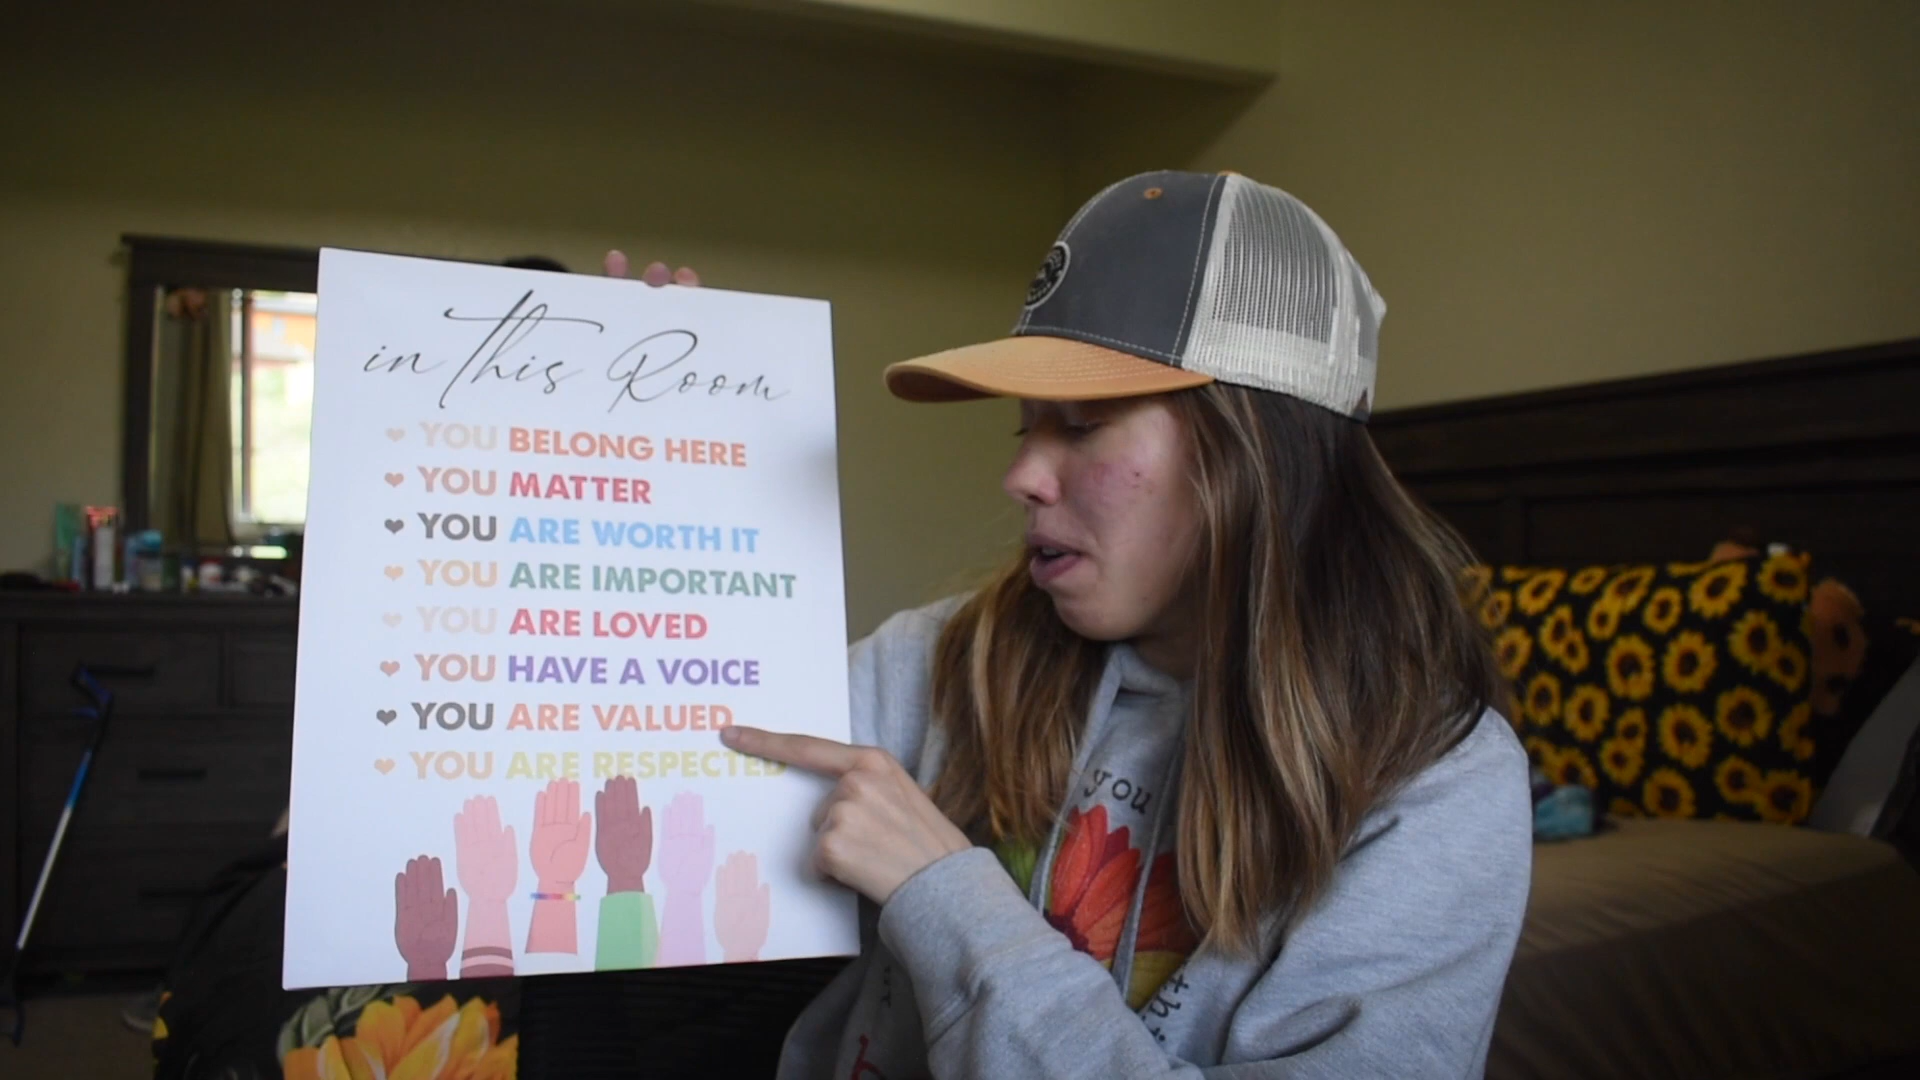 in this Room
❤ YOU BELONG HERE
❤ YOU MATTER
❤ YOU ARE WORTH IT
❤ YOU ARE IMPORTANT
❤ YOU ARE LOVED
❤ YOU HAVE A VOICE
❤ YOU ARE VALUED
❤ YOU ARE RESPECTED
you